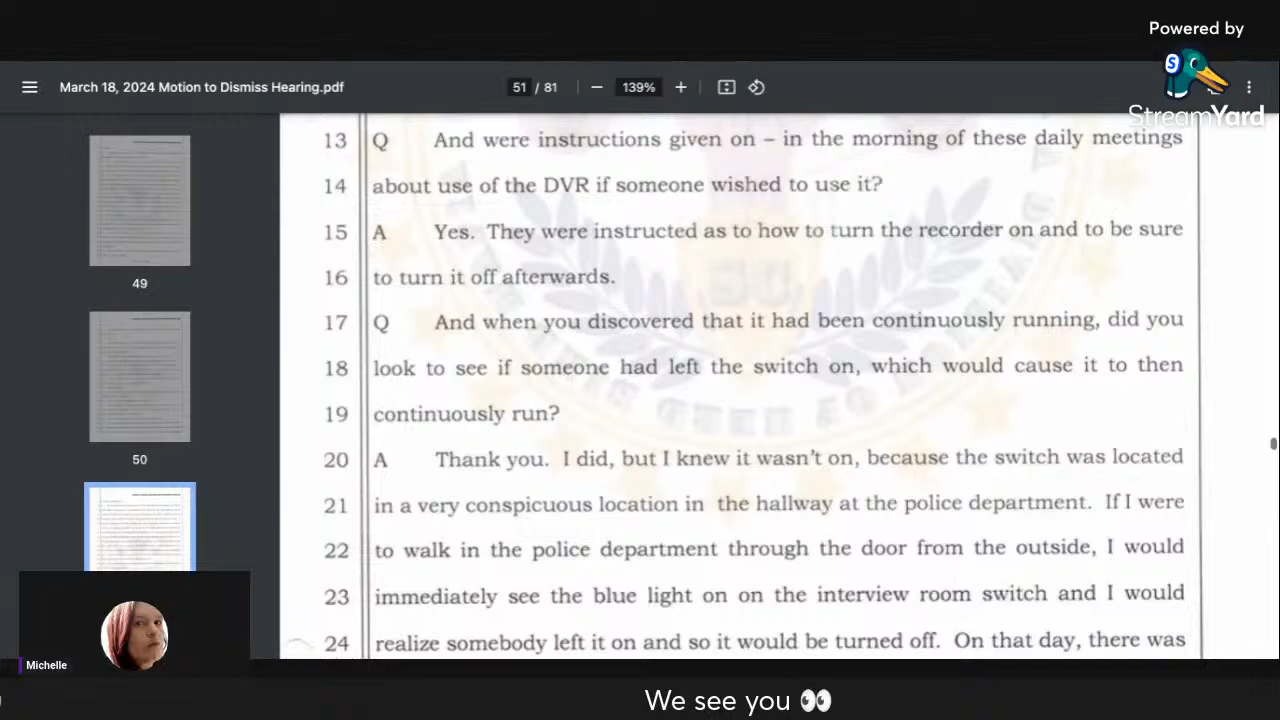 Powered by
StreamYard
March 18, 2024 Motion to Dismiss Hearing.pdf
51 / 81
139%
13 Q And were instructions given on – in the morning of these daily meetings
14 about use of the DVR if someone wished to use it?
15 A Yes. They were instructed as to how to turn the recorder on and to be sure
16 to turn it off afterwards.
17 Q And when you discovered that it had been continuously running, did you
18 look to see if someone had left the switch on, which would cause it to then
19 continuously run?
20 A Thank you. I did, but I knew it wasn't on, because the switch was located
21 in a very conspicuous location in the hallway at the police department. If I were
22 to walk in the police department through the door from the outside, I would
23 immediately see the blue light on on the interview room switch and I would
24 realize somebody left it on and so it would be turned off. On that day, there was
49
50
Michelle
We see you 👀